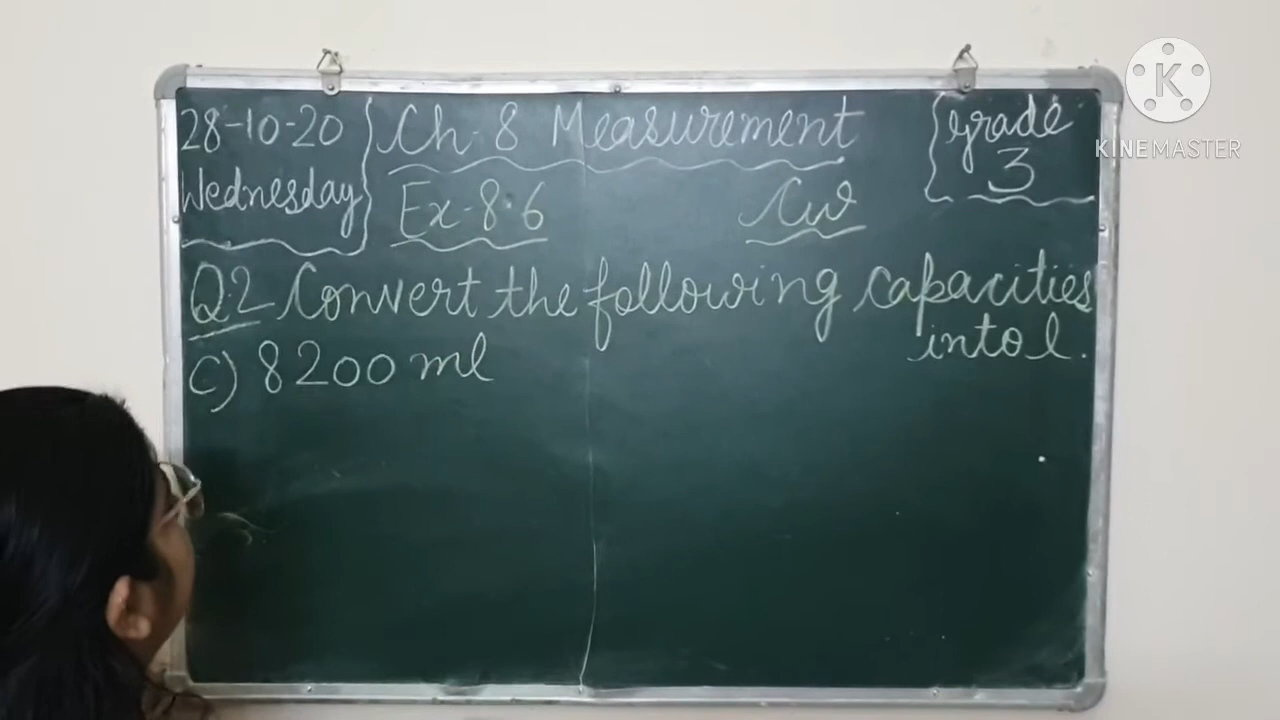 28-10-20
Wednesday
Ch-8 Measurement
Ex-8.6
Cw
grade
3
Q.2 Convert the following capacities
into l.
C) 8200 ml
K
KINEMASTER